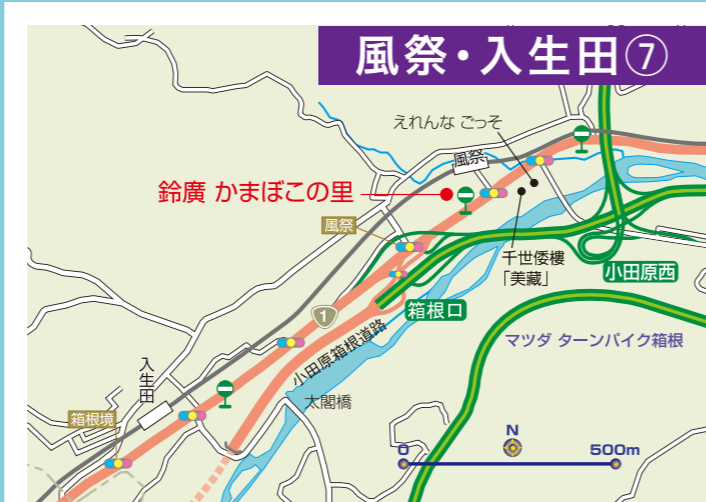 風祭・入生田⑦
えれんな ごっそ
風祭
鈴廣 かまぼこの里
風祭
千世倭樓
「美藏」
小田原西
箱根口
1
マツダ ターンパイク箱根
小田原箱根道路
入生田
太閤橋
箱根境
N
0
500m